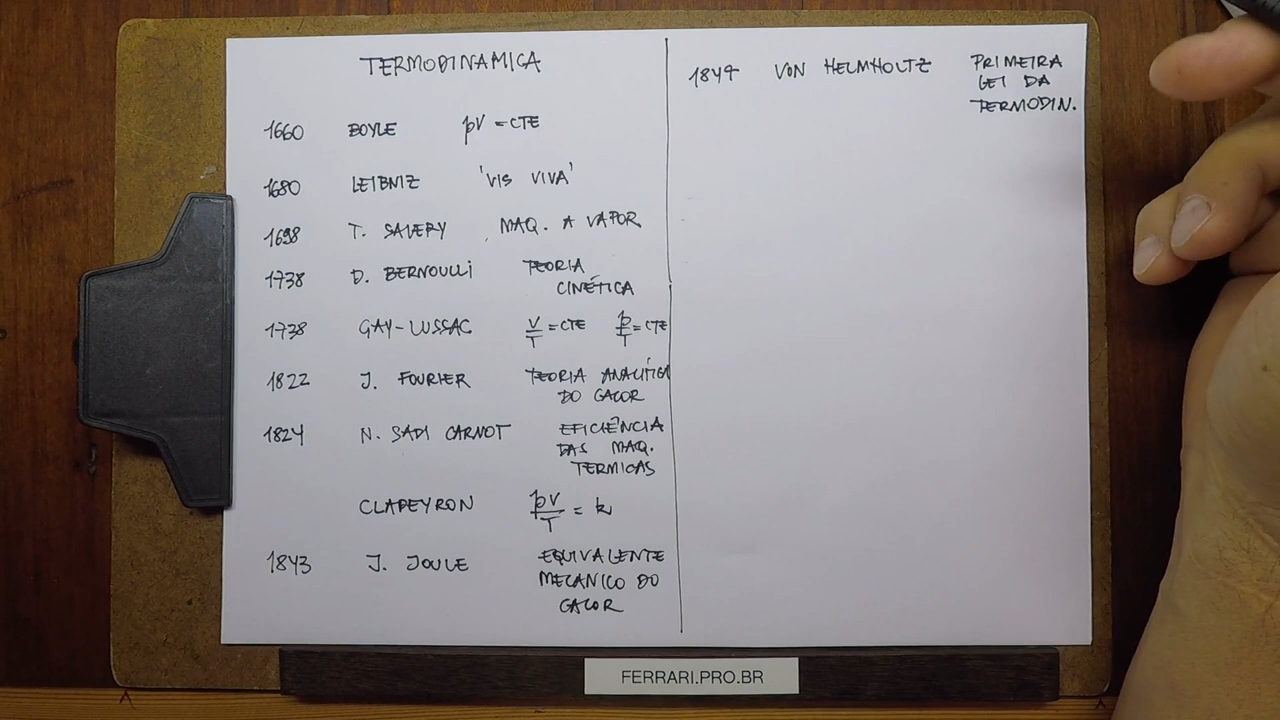 TERMODINAMICA
1660 BOYLE pV = CTE
1680 LEIBNIZ 'VIS VIVA'
1698 T. SAVERY MAQ. A VAPOR
1738 D. BERNOULLI TEORIA
CINÉTICA
1738 GAY-LUSSAC V/T = CTE p/T = CTE
1822 J. FOURIER TEORIA ANALÍTICA
DO CALOR
1824 N. SADI CARNOT EFICIÊNCIA
DAS MAQ.
TERMICAS
CLAPEYRON pV/T = k
1843 J. JOULE EQUIVALENTE
MECANICO DO
CALOR
1847 VON HELMHOLTZ PRIMEIRA
LEI DA
TERMODIN.
FERRARI.PRO.BR